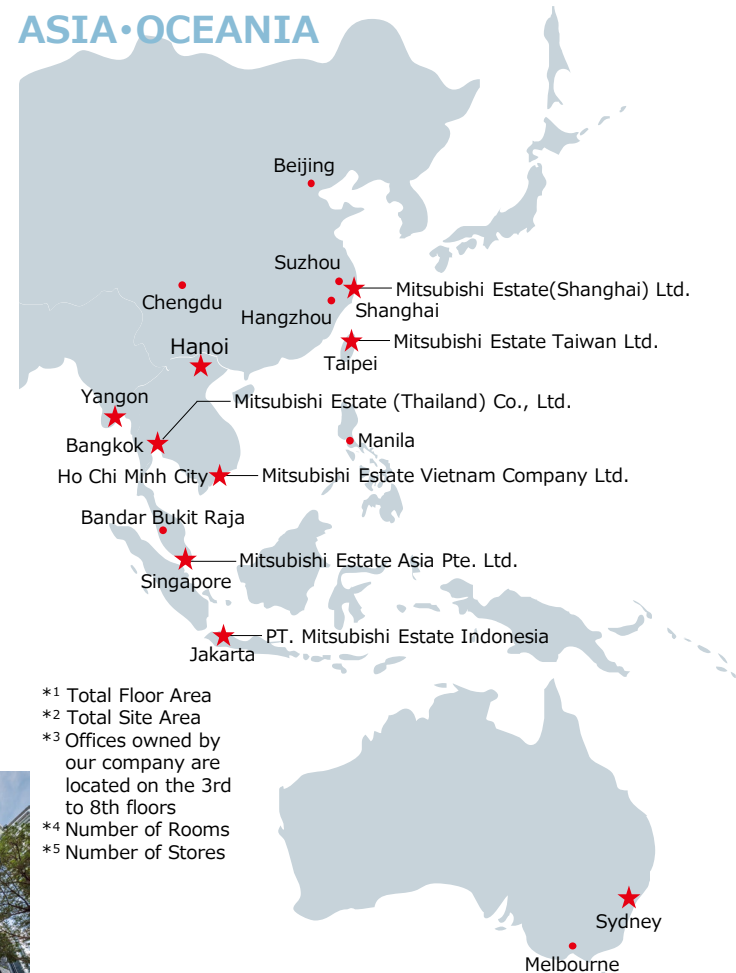 ASIA・OCEANIA
Beijing
Suzhou
Mitsubishi Estate(Shanghai) Ltd.
Chengdu
Shanghai
Hangzhou
Mitsubishi Estate Taiwan Ltd.
Hanoi
Taipei
Yangon
Mitsubishi Estate (Thailand) Co., Ltd.
Bangkok
Manila
Ho Chi Minh City
Mitsubishi Estate Vietnam Company Ltd.
Bandar Bukit Raja
Mitsubishi Estate Asia Pte. Ltd.
Singapore
PT. Mitsubishi Estate Indonesia
Jakarta
*1 Total Floor Area
*2 Total Site Area
*3 Offices owned by
our company are
located on the 3rd
to 8th floors
*4 Number of Rooms
*5 Number of Stores
Sydney
Melbourne